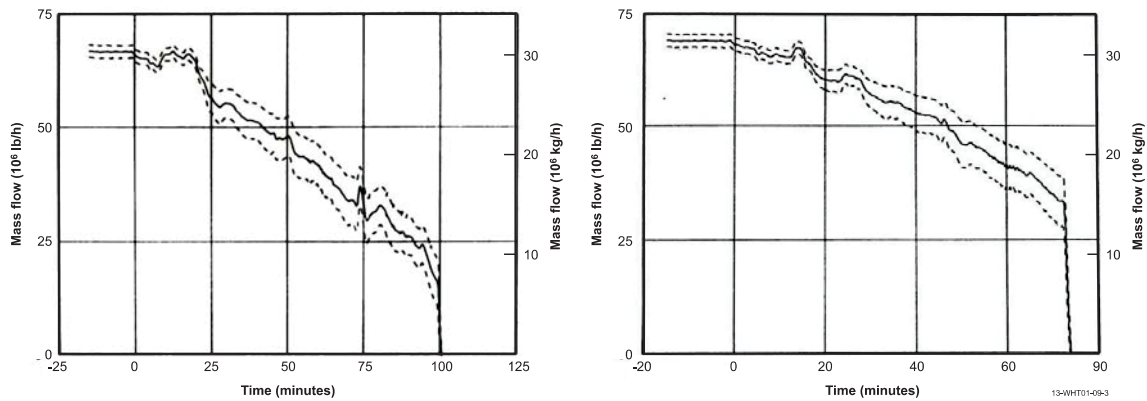 75
50
25
0
Mass flow (10⁶ lb/h)
30
20
10
Mass flow (10⁶ kg/h)
-25 0 25 50 75 100 125
Time (minutes)
75
50
25
0
Mass flow (10⁶ lb/h)
30
20
10
Mass flow (10⁶ kg/h)
-20 0 20 40 60 80 90
Time (minutes)
13-WHT01-09-3